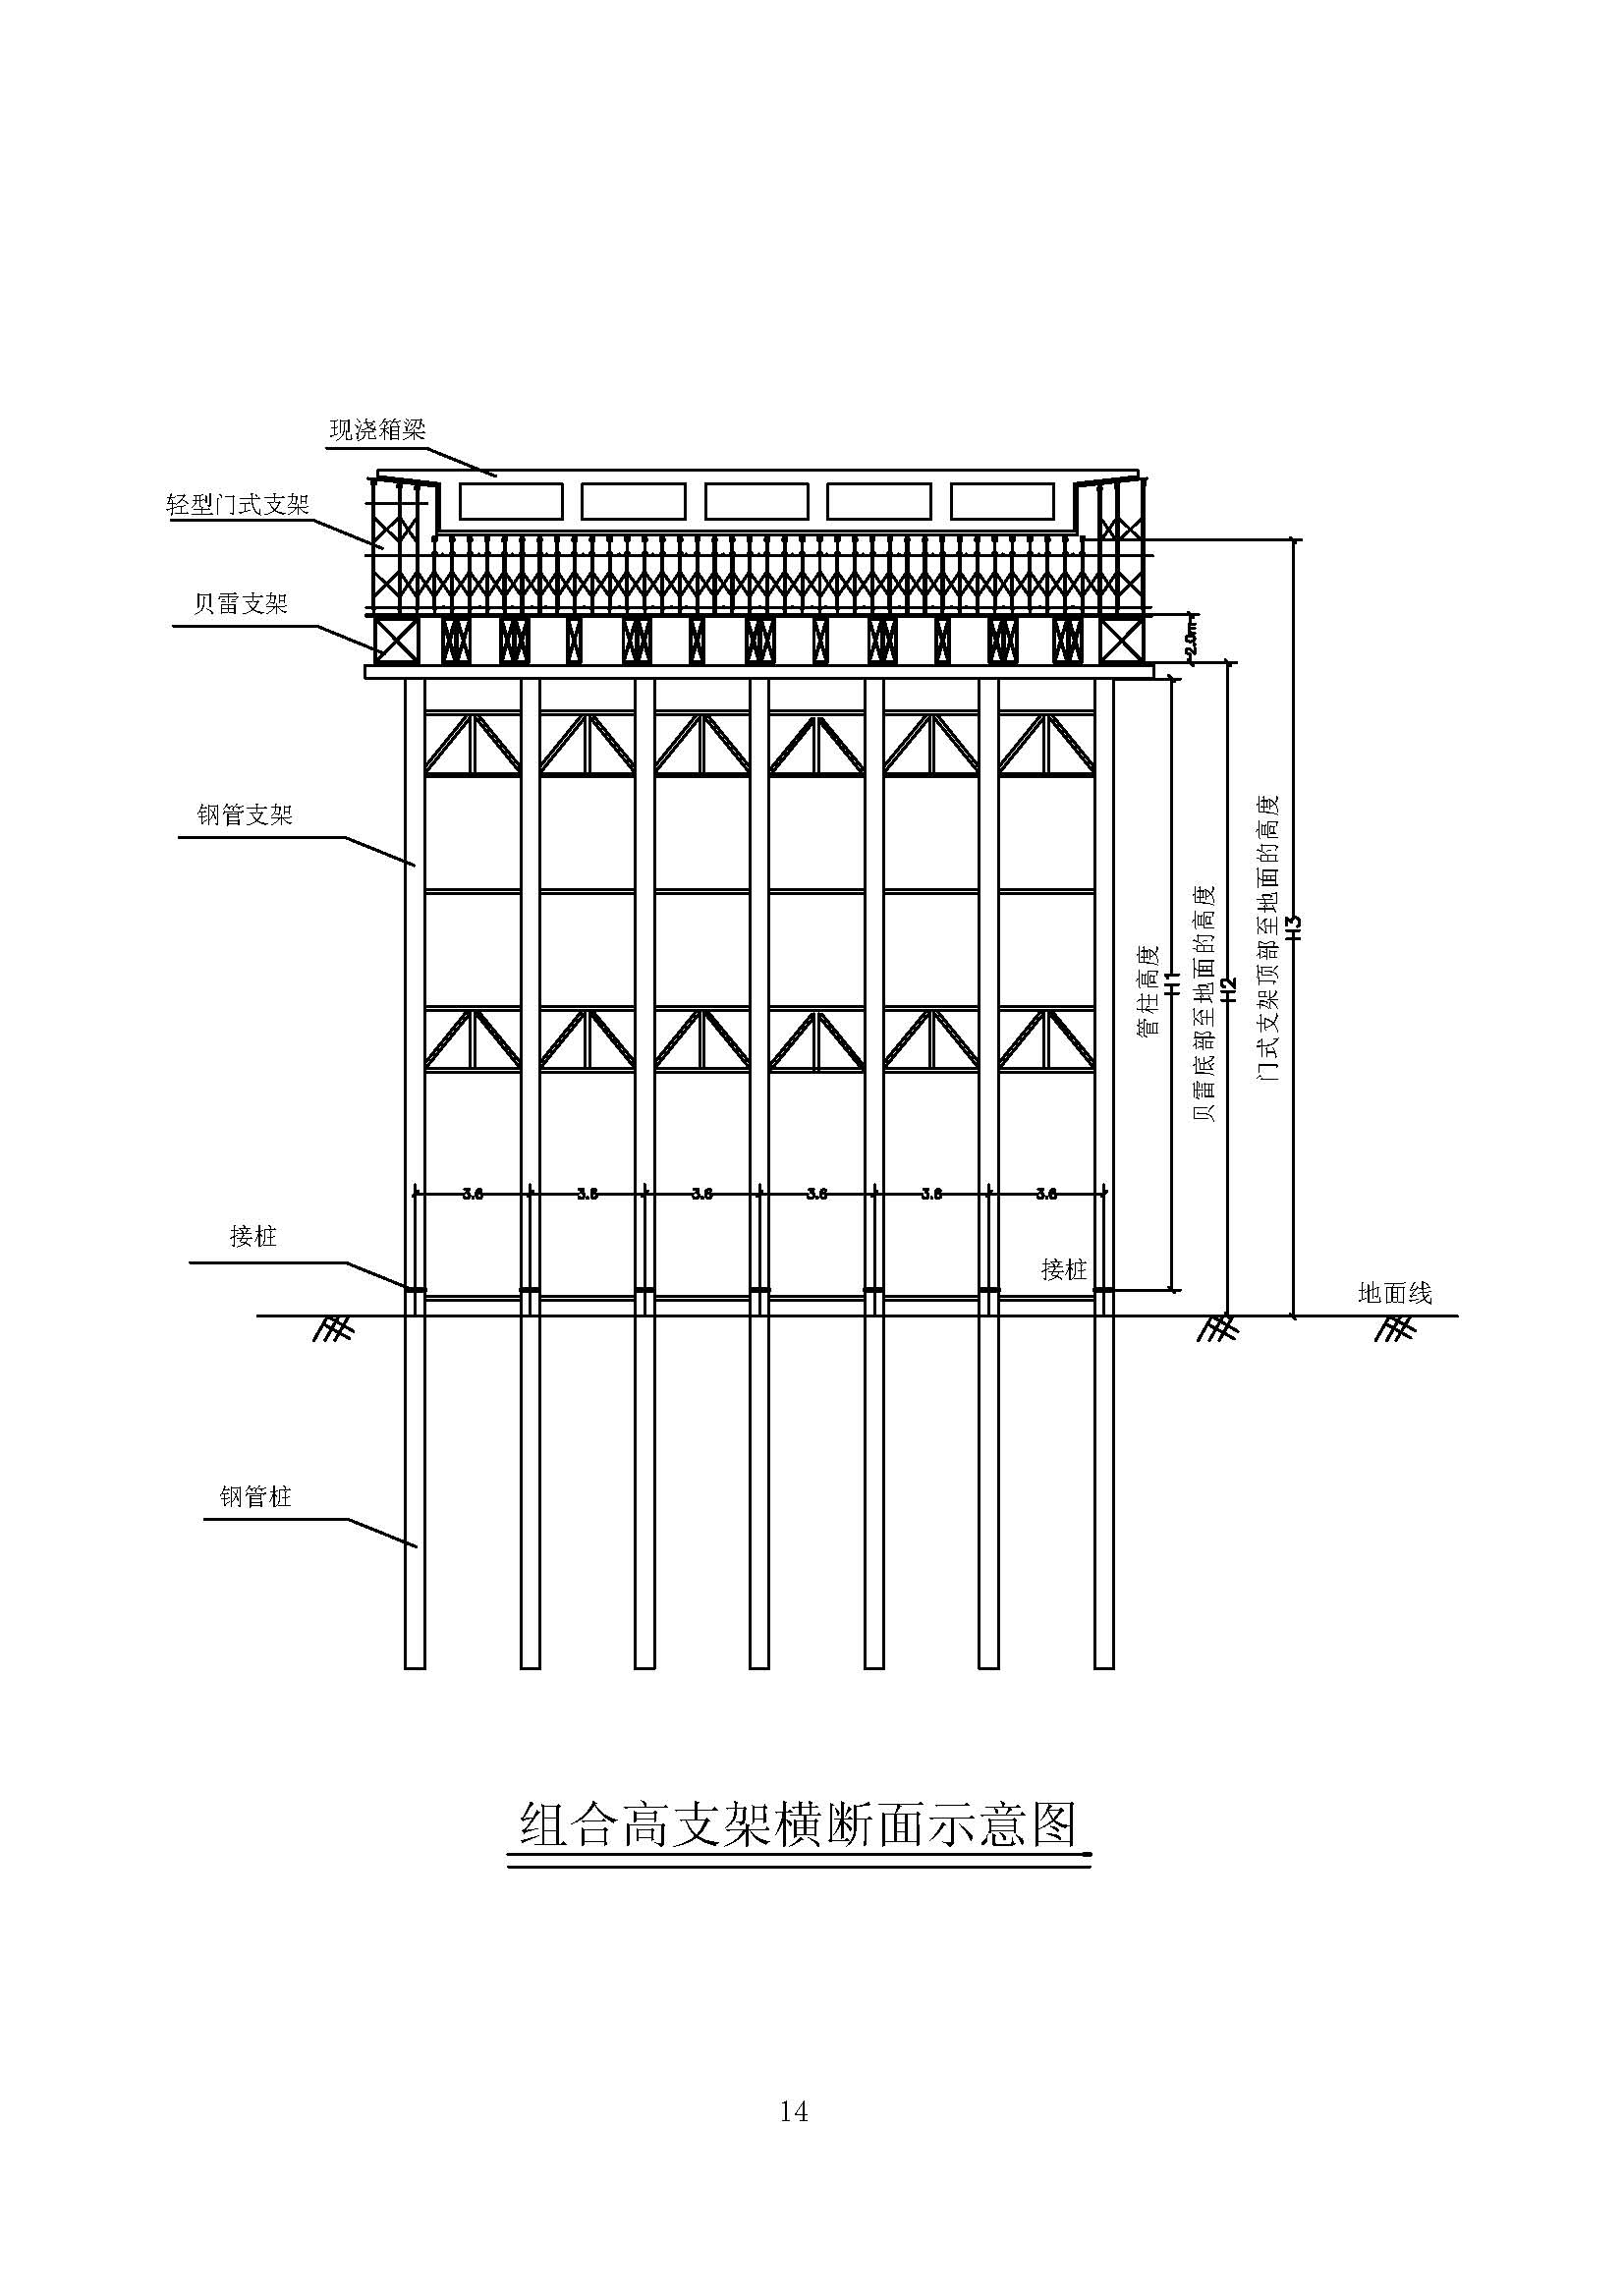 现浇箱梁
轻型门式支架
贝雷支架
2.0m
钢管支架
门式支架顶部至地面的高度
H3
贝雷底部至地面的高度
H2
管柱高度
H1
3.6 3.6 3.6 3.6 3.6 3.6
接桩
接桩
地面线
钢管桩
组合高支架横断面示意图
14